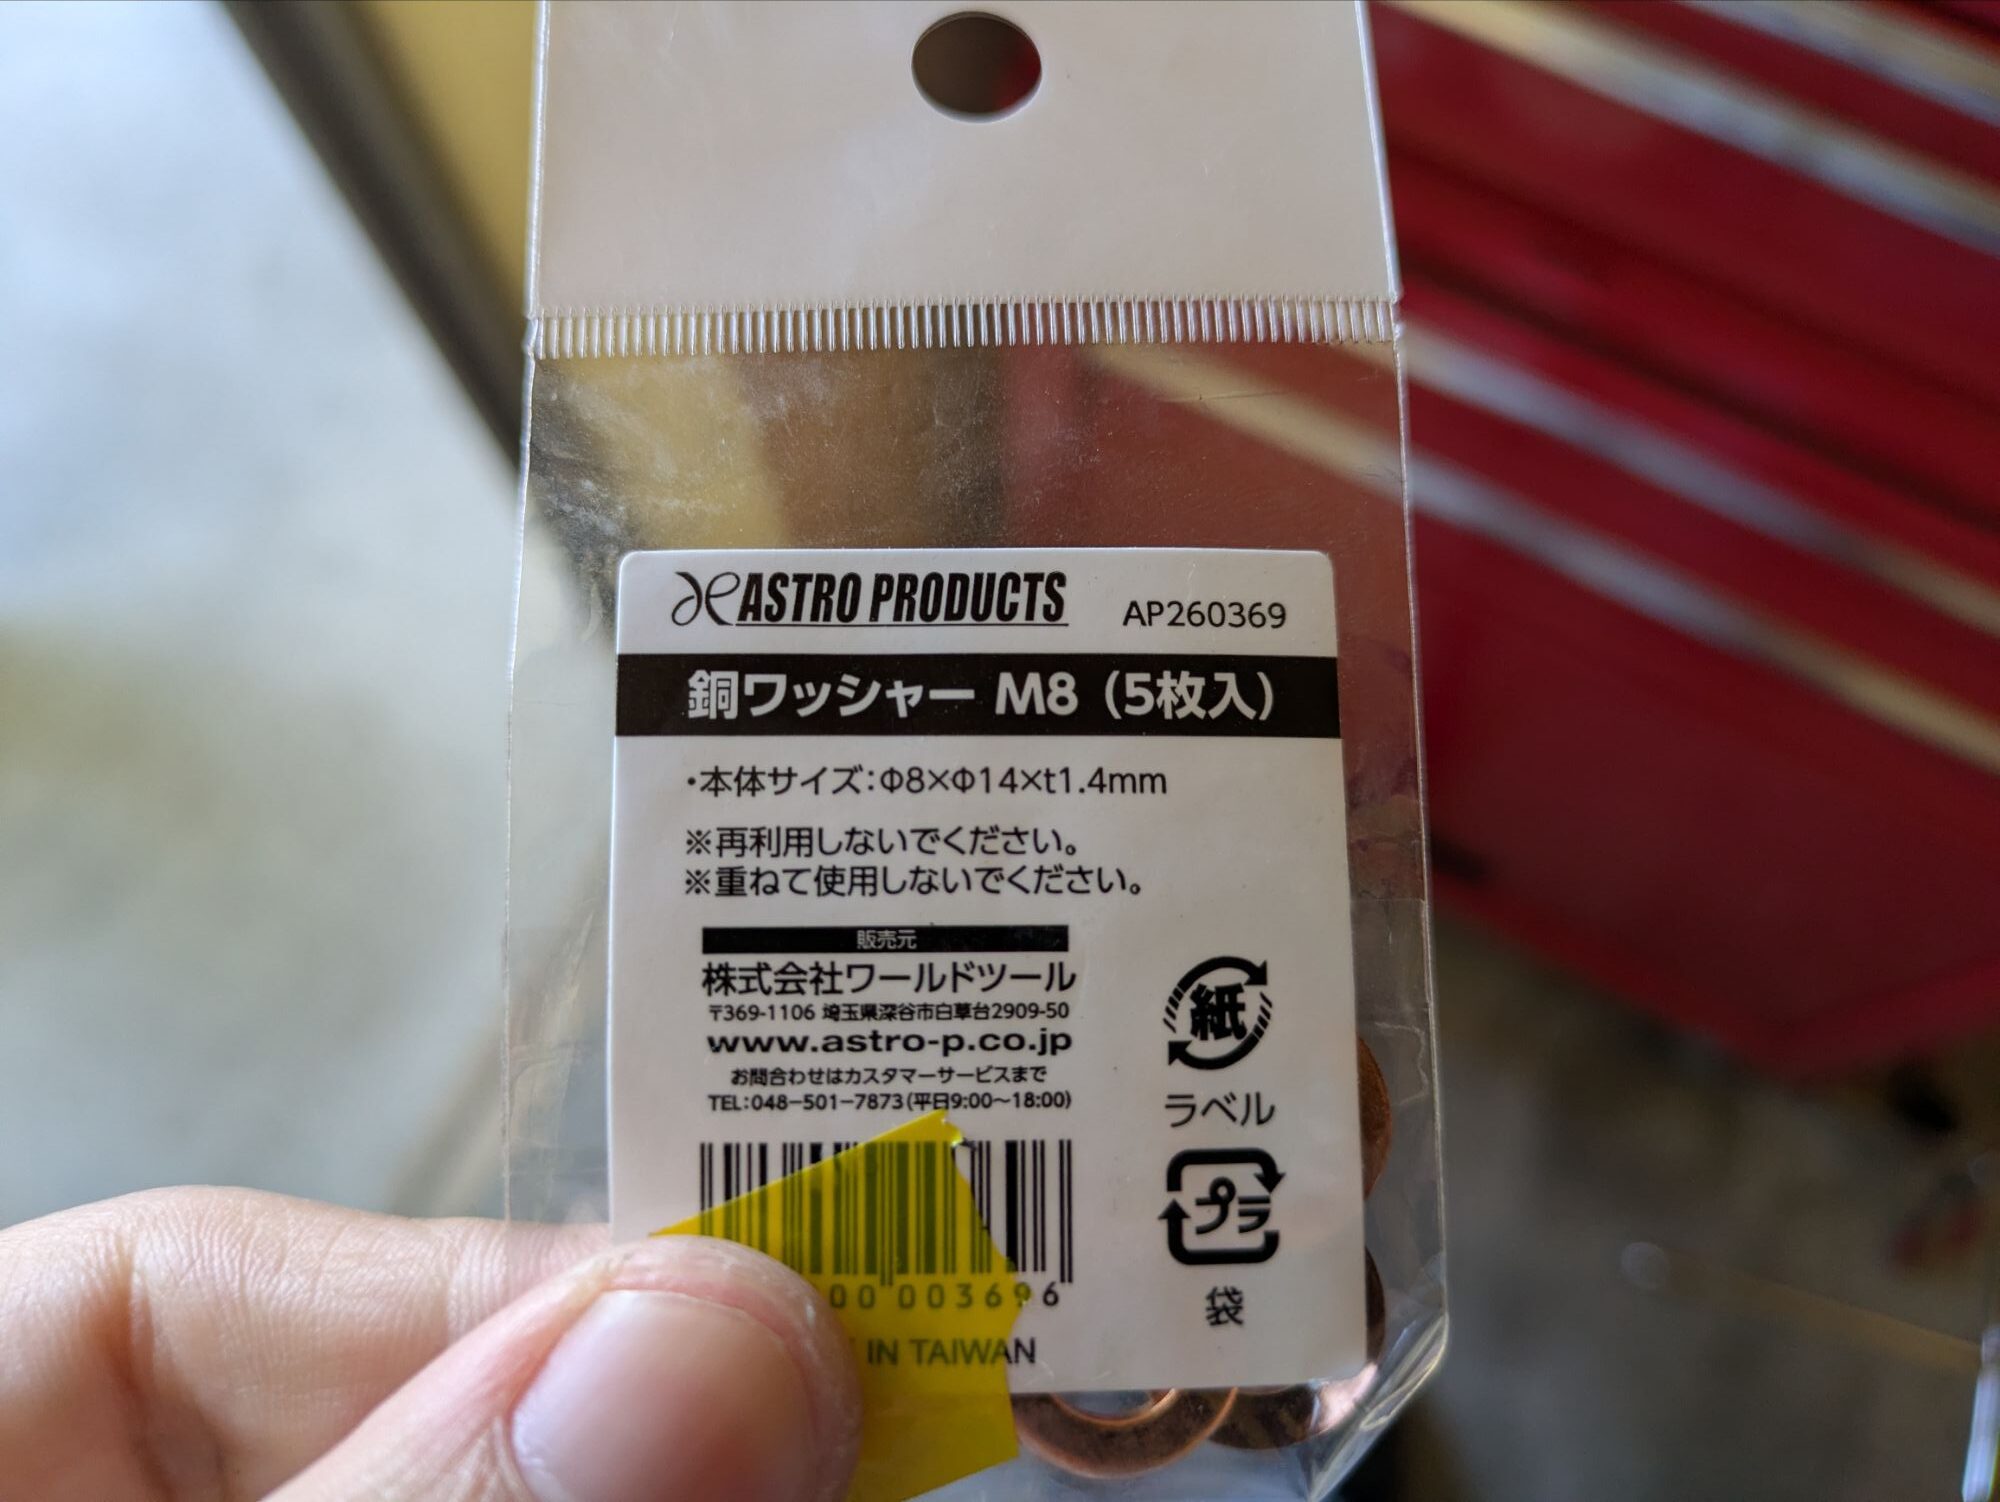 ASTRO PRODUCTS AP260369
銅ワッシャー M8（5枚入）
・本体サイズ：Φ8×Φ14×t1.4mm
※再利用しないでください。
※重ねて使用しないでください。
販売元
株式会社ワールドツール
〒369-1106 埼玉県深谷市白草台2909-50
www.astro-p.co.jp
お問合わせはカスタマーサービスまで
TEL：048−501−7873（平日9:00〜18:00）
紙
ラベル
プラ
袋
00 003696
IN TAIWAN